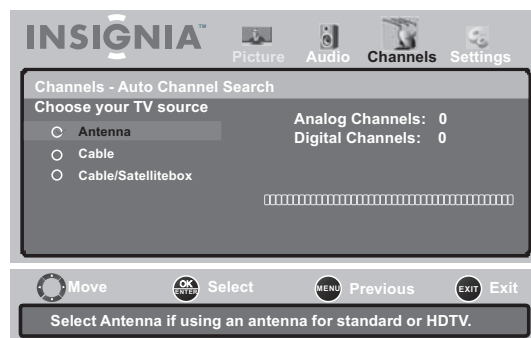 INSIGNIA™
Picture Audio Channels Settings
Channels - Auto Channel Search
Choose your TV source
Antenna
Cable
Cable/Satellitebox
Analog Channels: 0
Digital Channels: 0
Move OK ENTER Select MENU Previous EXIT Exit
Select Antenna if using an antenna for standard or HDTV.